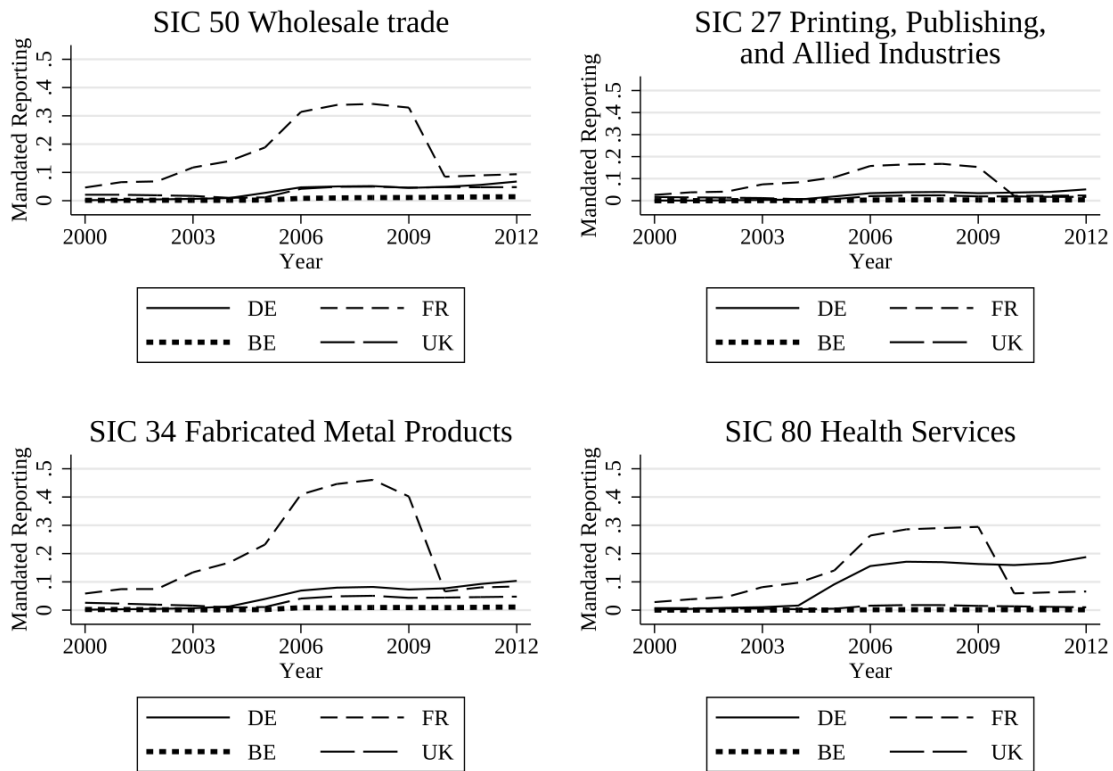 SIC 50 Wholesale trade
Mandated Reporting
.5
.4
.3
.2
.1
0
2000 2003 2006 2009 2012
Year
DE FR
BE UK
SIC 27 Printing, Publishing,
and Allied Industries
Mandated Reporting
.5
.4
.3
.2
.1
0
2000 2003 2006 2009 2012
Year
DE FR
BE UK
SIC 34 Fabricated Metal Products
Mandated Reporting
.5
.4
.3
.2
.1
0
2000 2003 2006 2009 2012
Year
DE FR
BE UK
SIC 80 Health Services
Mandated Reporting
.5
.4
.3
.2
.1
0
2000 2003 2006 2009 2012
Year
DE FR
BE UK